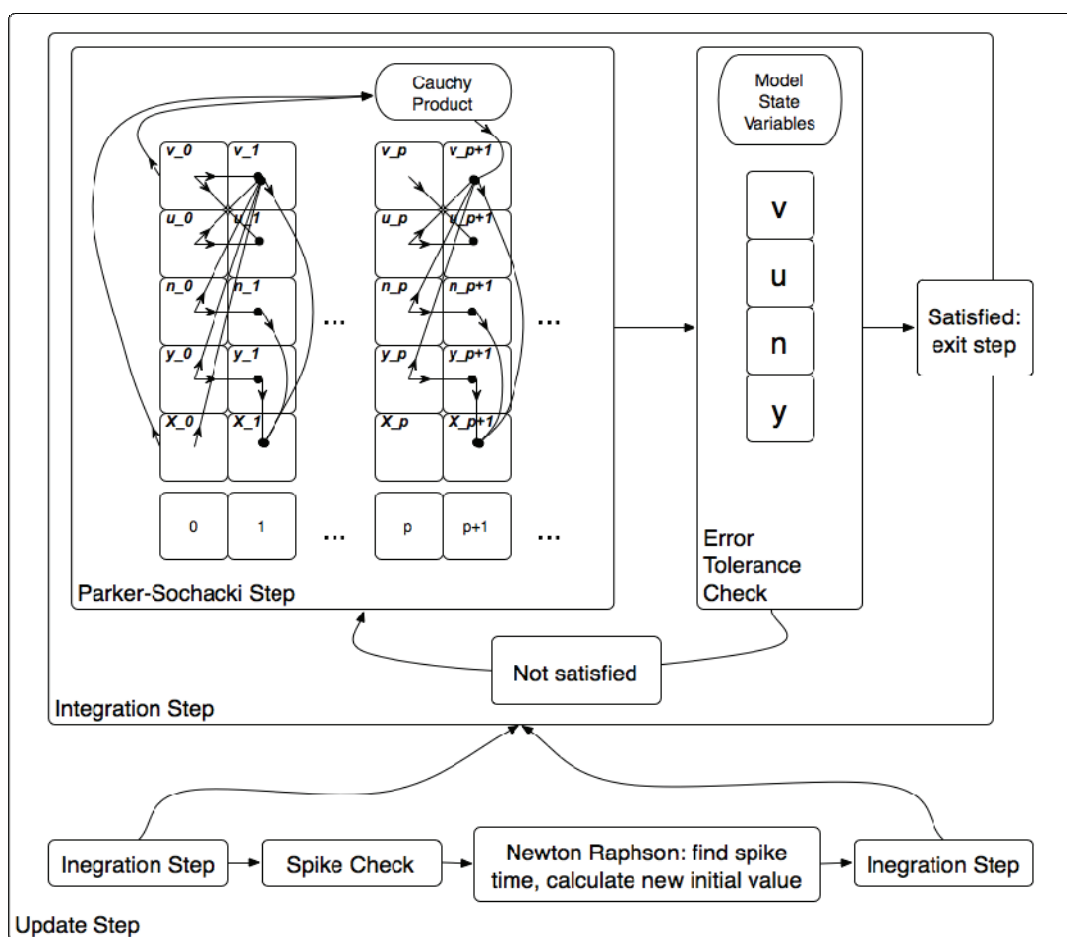 Cauchy
Product
v_0 v_1 v_p v_p+1
u_0 u_1 u_p u_p+1
n_0 n_1 n_p n_p+1
... ...
y_0 y_1 y_p y_p+1
X_0 X_1 X_p X_p+1
0 1 ... p p+1 ...
Parker-Sochacki Step
Model
State
Variables
v
u
n
y
Error
Tolerance
Check
Satisfied:
exit step
Not satisfied
Integration Step
Inegration Step
Spike Check
Newton Raphson: find spike
time, calculate new initial value
Inegration Step
Update Step